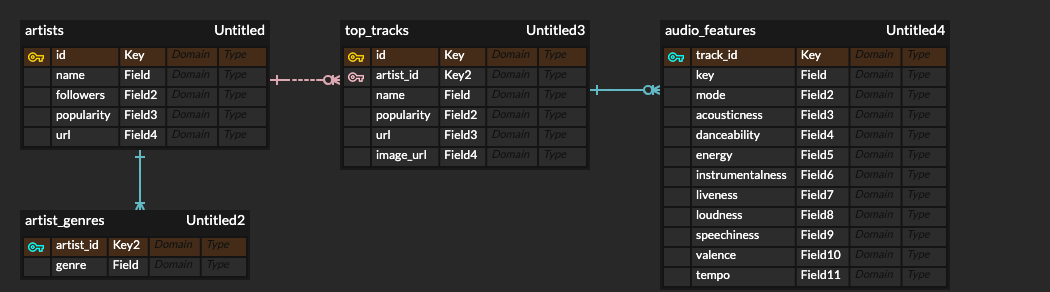 artists Untitled
id Key Domain Type
name Field Domain Type
followers Field2 Domain Type
popularity Field3 Domain Type
url Field4 Domain Type
top_tracks Untitled3
id Key Domain Type
artist_id Key2 Domain Type
name Field Domain Type
popularity Field2 Domain Type
url Field3 Domain Type
image_url Field4 Domain Type
audio_features Untitled4
track_id Key Domain Type
key Field Domain Type
mode Field2 Domain Type
acousticness Field3 Domain Type
danceability Field4 Domain Type
energy Field5 Domain Type
instrumentalness Field6 Domain Type
liveness Field7 Domain Type
loudness Field8 Domain Type
speechiness Field9 Domain Type
valence Field10 Domain Type
tempo Field11 Domain Type
artist_genres Untitled2
artist_id Key2 Domain Type
genre Field Domain Type